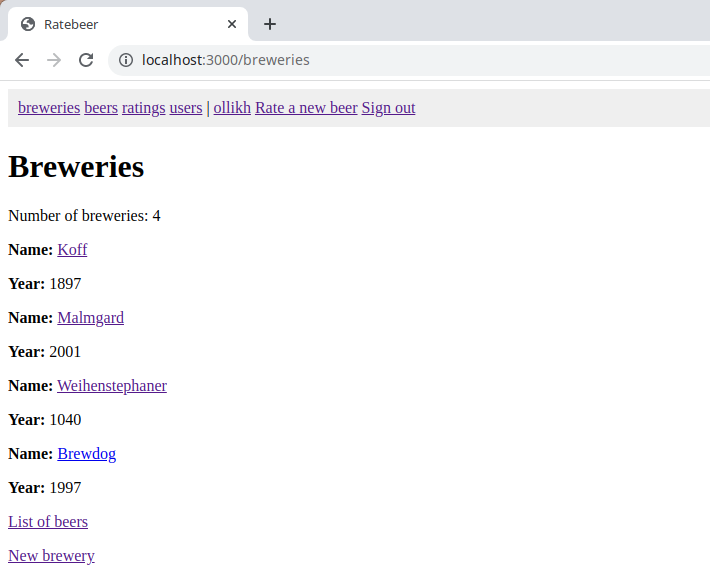 Ratebeer
localhost:3000/breweries
breweries beers ratings users | ollikh Rate a new beer Sign out
Breweries
Number of breweries: 4
Name: Koff
Year: 1897
Name: Malmgard
Year: 2001
Name: Weihenstephaner
Year: 1040
Name: Brewdog
Year: 1997
List of beers
New brewery